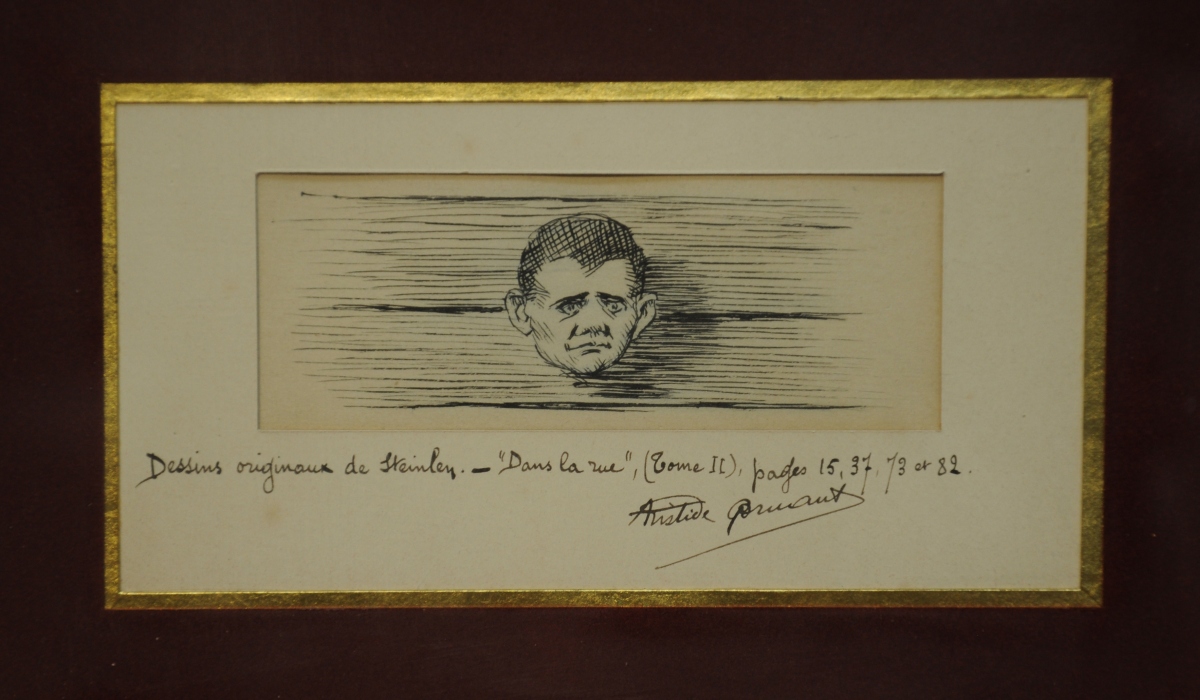 Dessins originaux de Steinlen. — "Dans la rue", (Tome II), pages 15, 37, 73 et 82.
Aristide Bruant